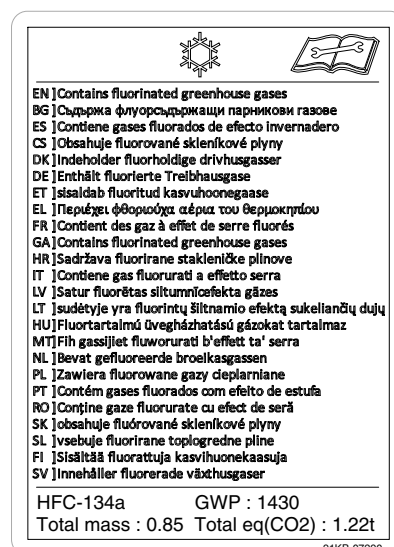 EN ]Contains fluorinated greenhouse gases
BG ]Съдържа флуорсъдържащи парникови газове
ES ]Contiene gases fluorados de efecto invernadero
CS ]Obsahuje fluorované skleníkové plyny
DK ]Indeholder fluorholdige drivhusgasser
DE ]Enthält fluorierte Treibhausgase
ET ]sisaldab fluoritud kasvuhoonegaase
EL ]Περιέχει φθοριούχα αέρια του θερμοκηπίου
FR ]Contient des gaz à effet de serre fluorés
GA]Contains fluorinated greenhouse gases
HR]Sadržava fluorirane stakleničke plinove
IT ]Contiene gas fluorurati a effetto serra
LV ]Satur fluorētas siltumnīcefekta gāzes
LT ]sudėtyje yra fluorintų šiltnamio efektą sukeliančių dujų
HU]Fluortartalmú üvegházhatású gázokat tartalmaz
MT]Fih gassijiet fluworurati b'effett ta' serra
NL ]Bevat gefluoreerde broeikasgassen
PL ]Zawiera fluorowane gazy cieplarniane
PT ]Contém gases fluorados com efeito de estufa
RO ]Conţine gaze fluorurate cu efect de seră
SK ]obsahuje fluórované skleníkové plyny
SL ]vsebuje fluorirane toplogredne pline
FI ]Sisältää fluorattuja kasvihuonekaasuja
SV ]Innehåller fluorerade växthusgaser
HFC-134a GWP : 1430
Total mass : 0.85 Total eq(CO2) : 1.22t